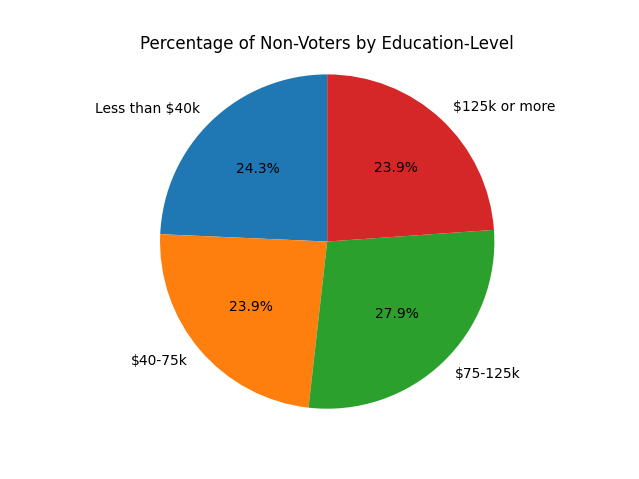 Percentage of Non-Voters by Education-Level
Less than $40k
$125k or more
24.3%
23.9%
23.9%
27.9%
$40-75k
$75-125k